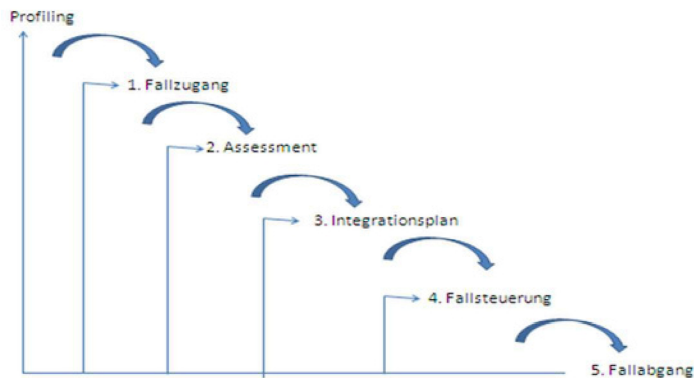 Profiling
1. Fallzugang
2. Assessment
3. Integrationsplan
4. Fallsteuerung
5. Fallabgang